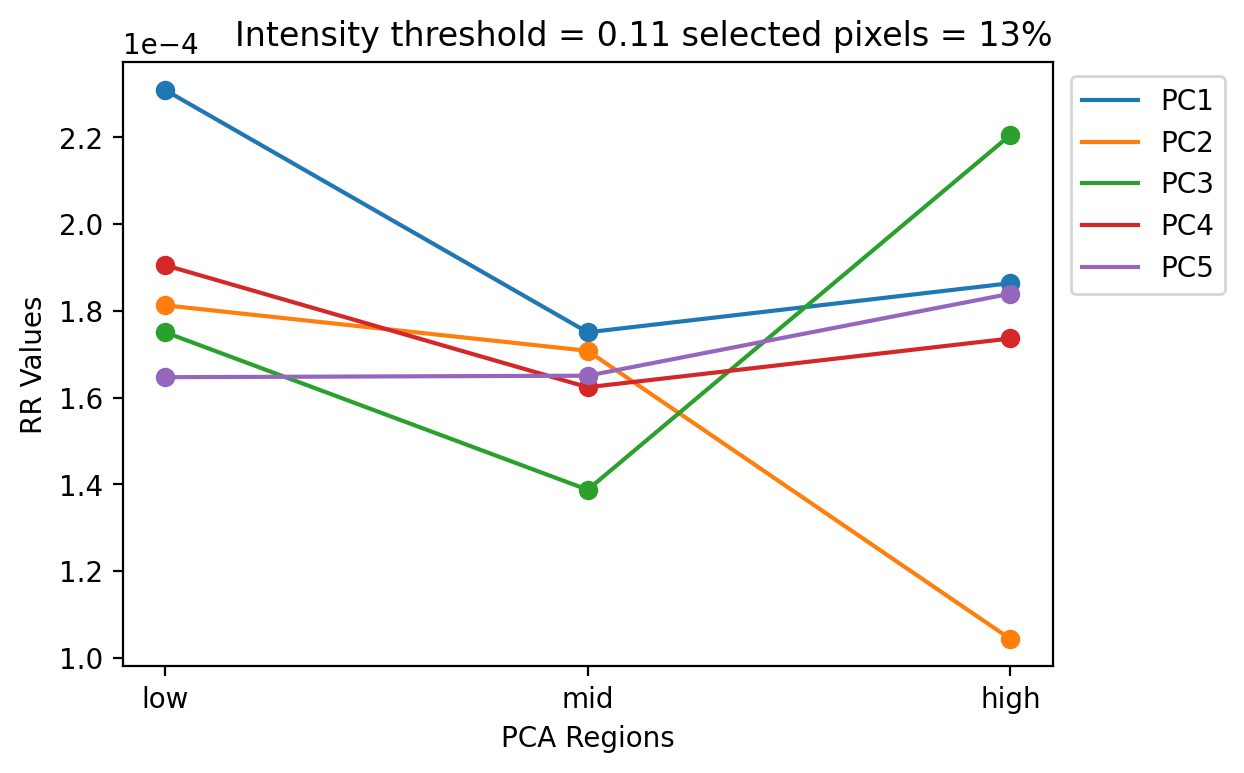 Intensity threshold = 0.11 selected pixels = 13%
1e−4
2.2
2.0
1.8
1.6
1.4
1.2
1.0
RR Values
low mid high
PCA Regions
PC1
PC2
PC3
PC4
PC5